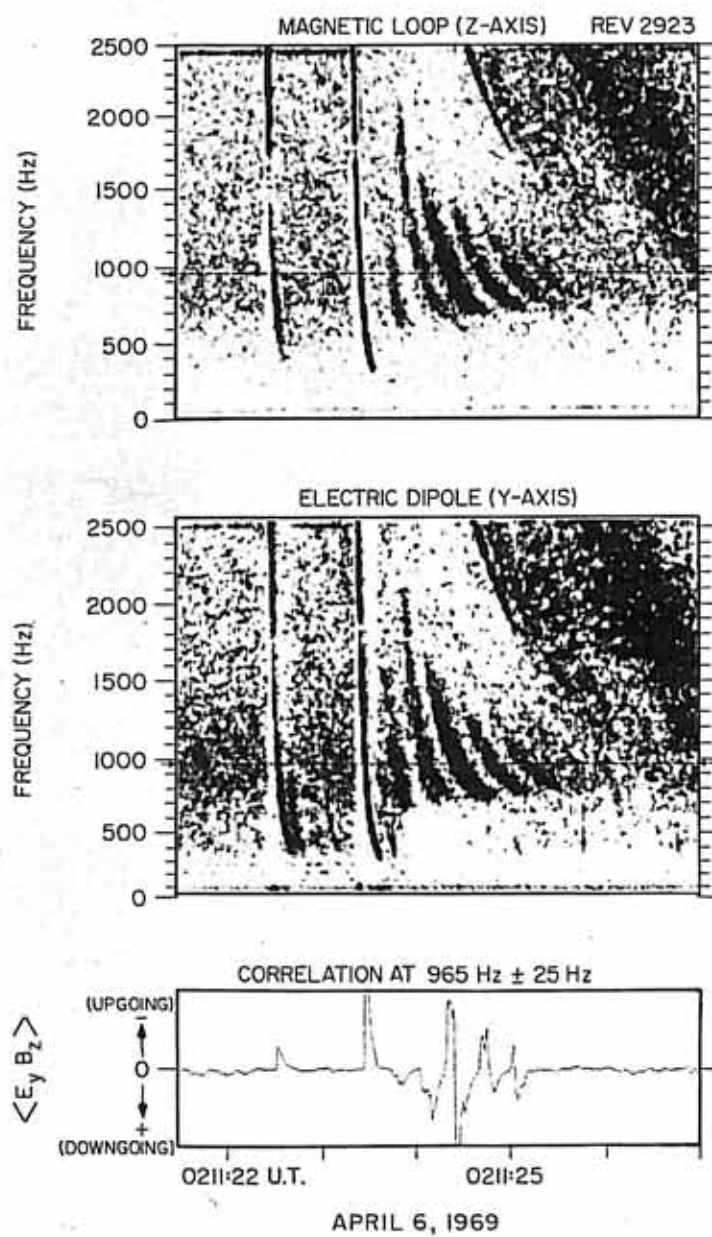 MAGNETIC LOOP (Z-AXIS) REV 2923
2500
2000
1500
1000
500
0
FREQUENCY (Hz)
ELECTRIC DIPOLE (Y-AXIS)
2500
2000
1500
1000
500
0
FREQUENCY (Hz)
CORRELATION AT 965 Hz ± 25 Hz
(UPGOING) −
0
+
(DOWNGOING)
<E_y B_z>
0211:22 U.T. 0211:25
APRIL 6, 1969